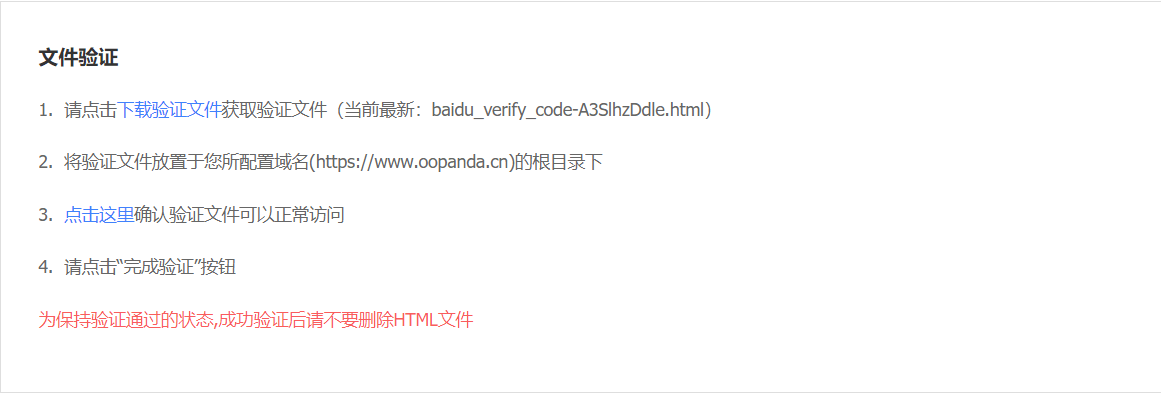 文件验证
1. 请点击下载验证文件获取验证文件（当前最新：baidu_verify_code-A3SlhzDdle.html）
2. 将验证文件放置于您所配置域名(https://www.oopanda.cn)的根目录下
3. 点击这里确认验证文件可以正常访问
4. 请点击“完成验证”按钮
为保持验证通过的状态,成功验证后请不要删除HTML文件